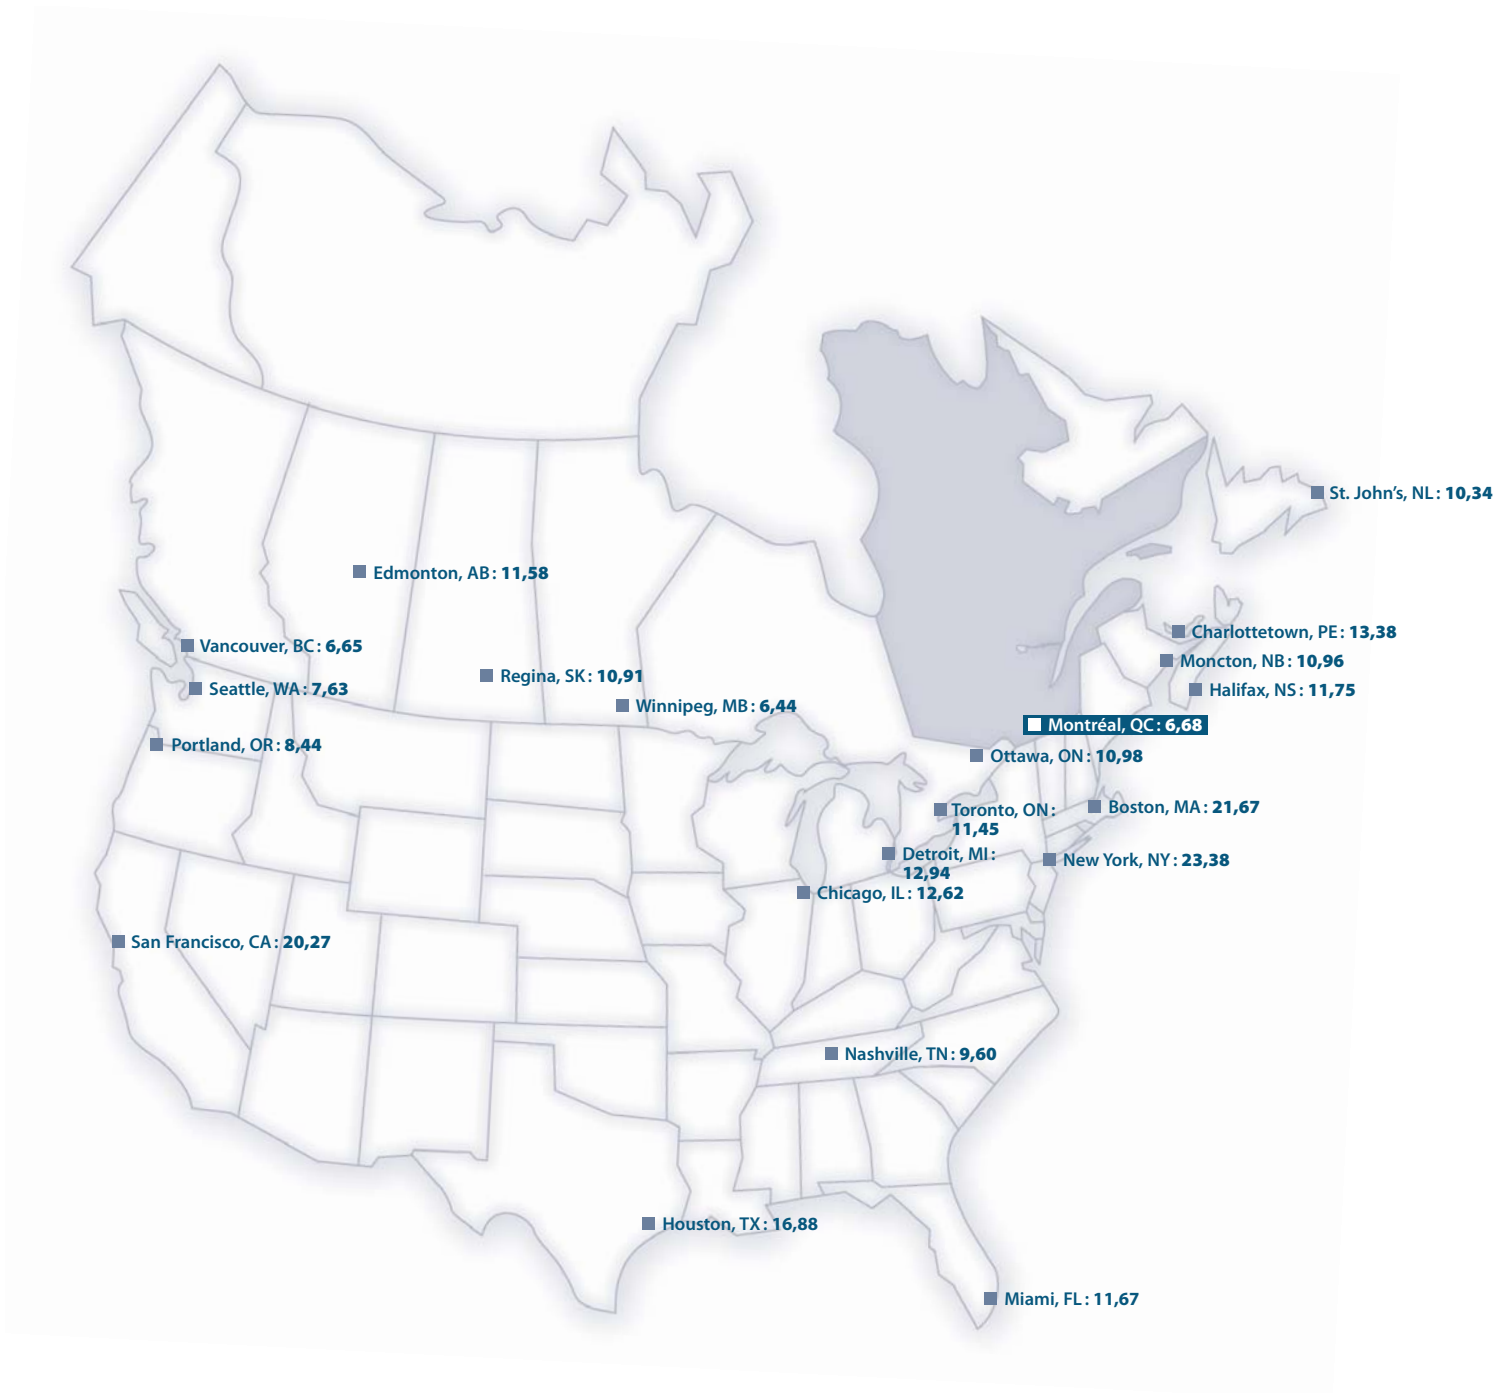 St. John’s, NL : 10,34
Edmonton, AB : 11,58
Charlottetown, PE : 13,38
Vancouver, BC : 6,65
Moncton, NB : 10,96
Regina, SK : 10,91
Seattle, WA : 7,63
Halifax, NS : 11,75
Winnipeg, MB : 6,44
Montréal, QC : 6,68
Portland, OR : 8,44
Ottawa, ON : 10,98
Boston, MA : 21,67
Toronto, ON :
11,45
Detroit, MI :
12,94
New York, NY : 23,38
Chicago, IL : 12,62
San Francisco, CA : 20,27
Nashville, TN : 9,60
Houston, TX : 16,88
Miami, FL : 11,67